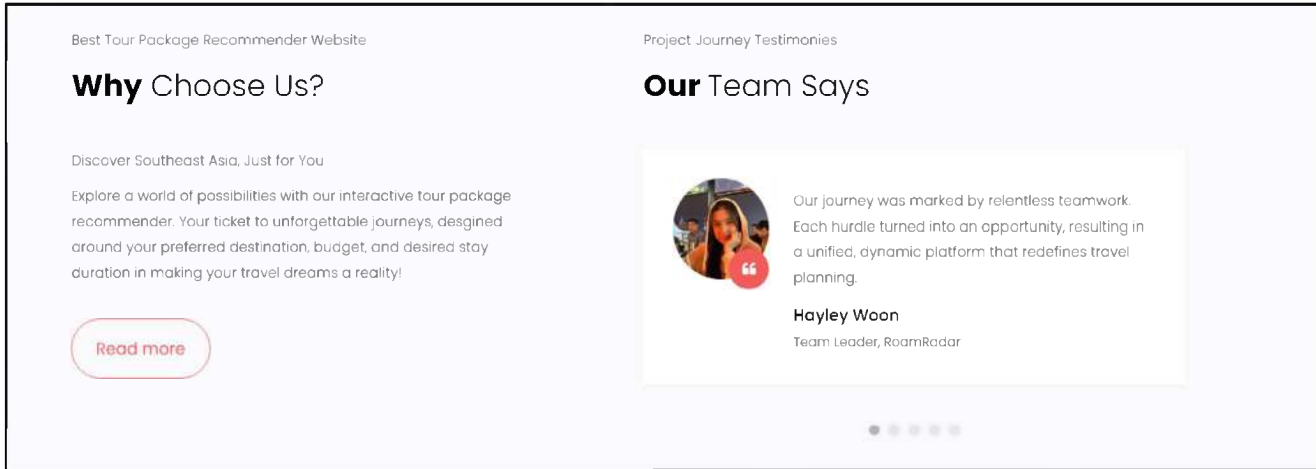 Best Tour Package Recommender Website
Why Choose Us?
Discover Southeast Asia, Just for You
Explore a world of possibilities with our interactive tour package
recommender. Your ticket to unforgettable journeys, desgined
around your preferred destination, budget, and desired stay
duration in making your travel dreams a reality!
Read more
Project Journey Testimonies
Our Team Says
Our journey was marked by relentless teamwork.
Each hurdle turned into an opportunity, resulting in
a unified, dynamic platform that redefines travel
planning.
Hayley Woon
Team Leader, RoamRadar